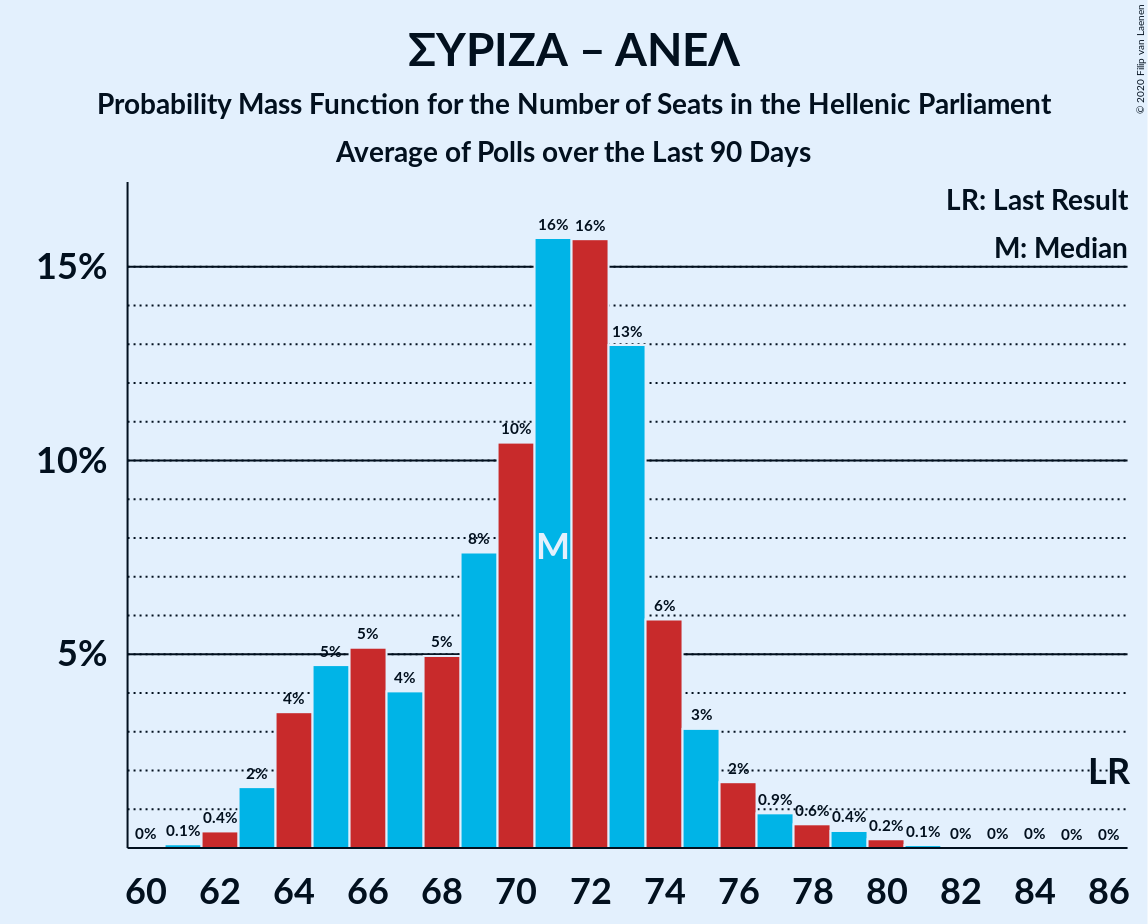 ΣΥΡΙΖΑ – ΑΝΕΛ
Probability Mass Function for the Number of Seats in the Hellenic Parliament
Average of Polls over the Last 90 Days
© 2020 Filip van Laenen
LR: Last Result
M: Median
15%
10%
5%
0% 0.1% 0.4% 2% 4% 5% 5% 4% 5% 8% 10% 16% 16% 13% 6% 3% 2% 0.9% 0.6% 0.4% 0.2% 0.1% 0% 0% 0% 0% 0%
M
LR
60 62 64 66 68 70 72 74 76 78 80 82 84 86